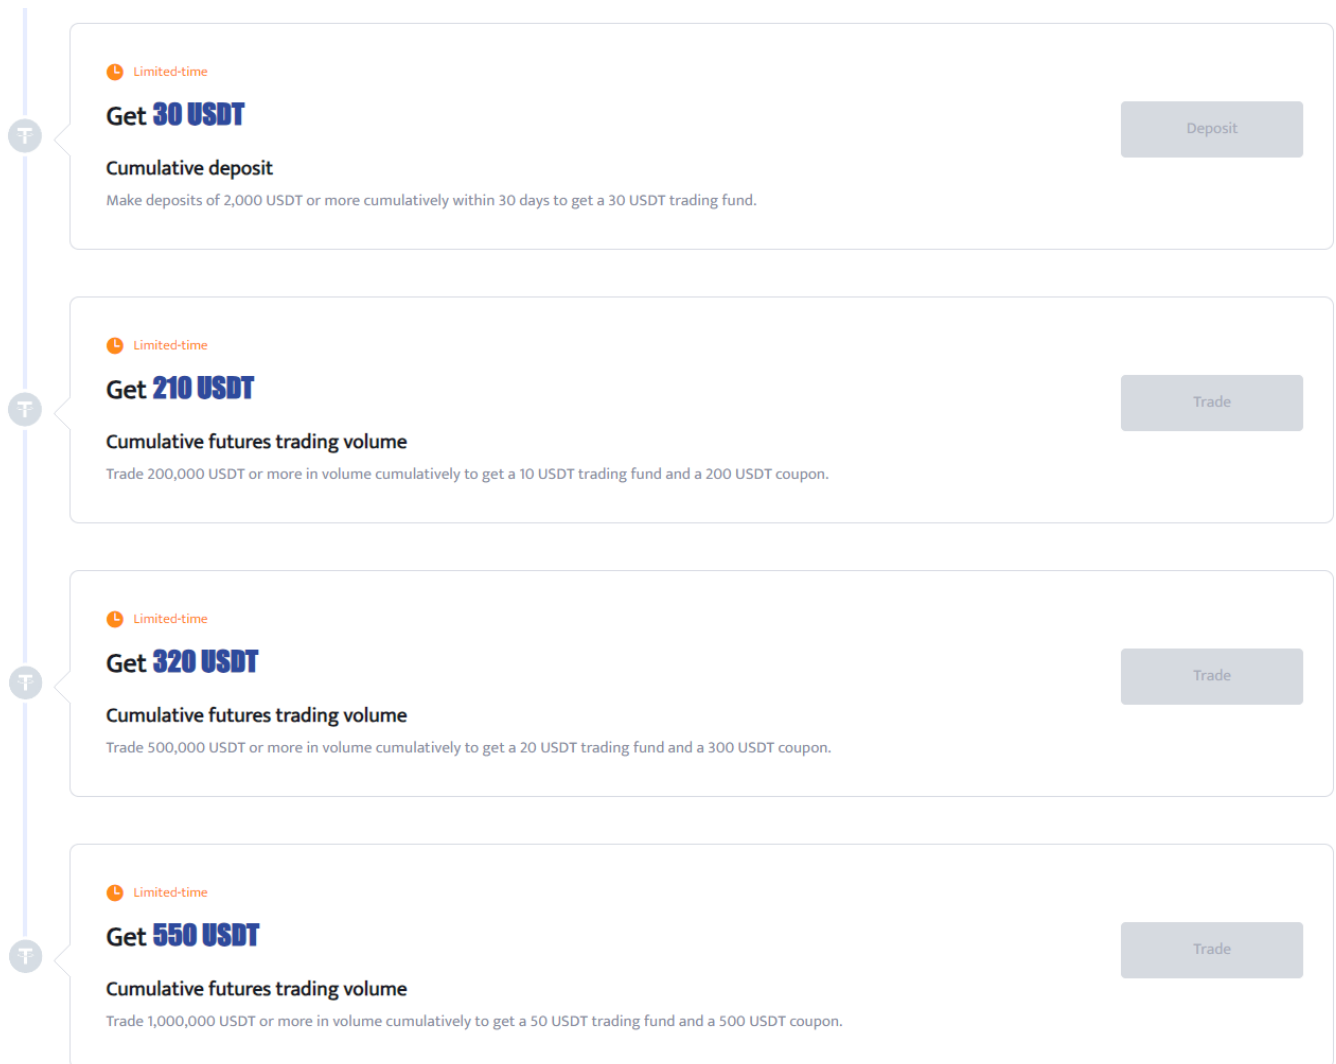 Limited-time
Get 30 USDT
Deposit
Cumulative deposit
Make deposits of 2,000 USDT or more cumulatively within 30 days to get a 30 USDT trading fund.
Limited-time
Get 210 USDT
Trade
Cumulative futures trading volume
Trade 200,000 USDT or more in volume cumulatively to get a 10 USDT trading fund and a 200 USDT coupon.
Limited-time
Get 320 USDT
Trade
Cumulative futures trading volume
Trade 500,000 USDT or more in volume cumulatively to get a 20 USDT trading fund and a 300 USDT coupon.
Limited-time
Get 550 USDT
Trade
Cumulative futures trading volume
Trade 1,000,000 USDT or more in volume cumulatively to get a 50 USDT trading fund and a 500 USDT coupon.